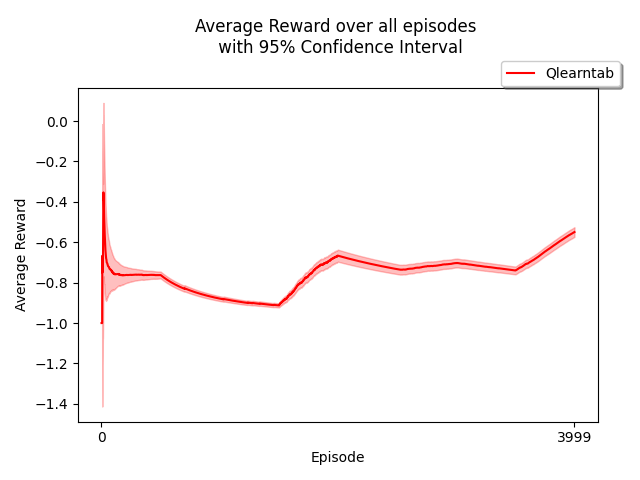 Average Reward over all episodes
with 95% Confidence Interval
Qlearntab
Average Reward
0.0
−0.2
−0.4
−0.6
−0.8
−1.0
−1.2
−1.4
0
3999
Episode